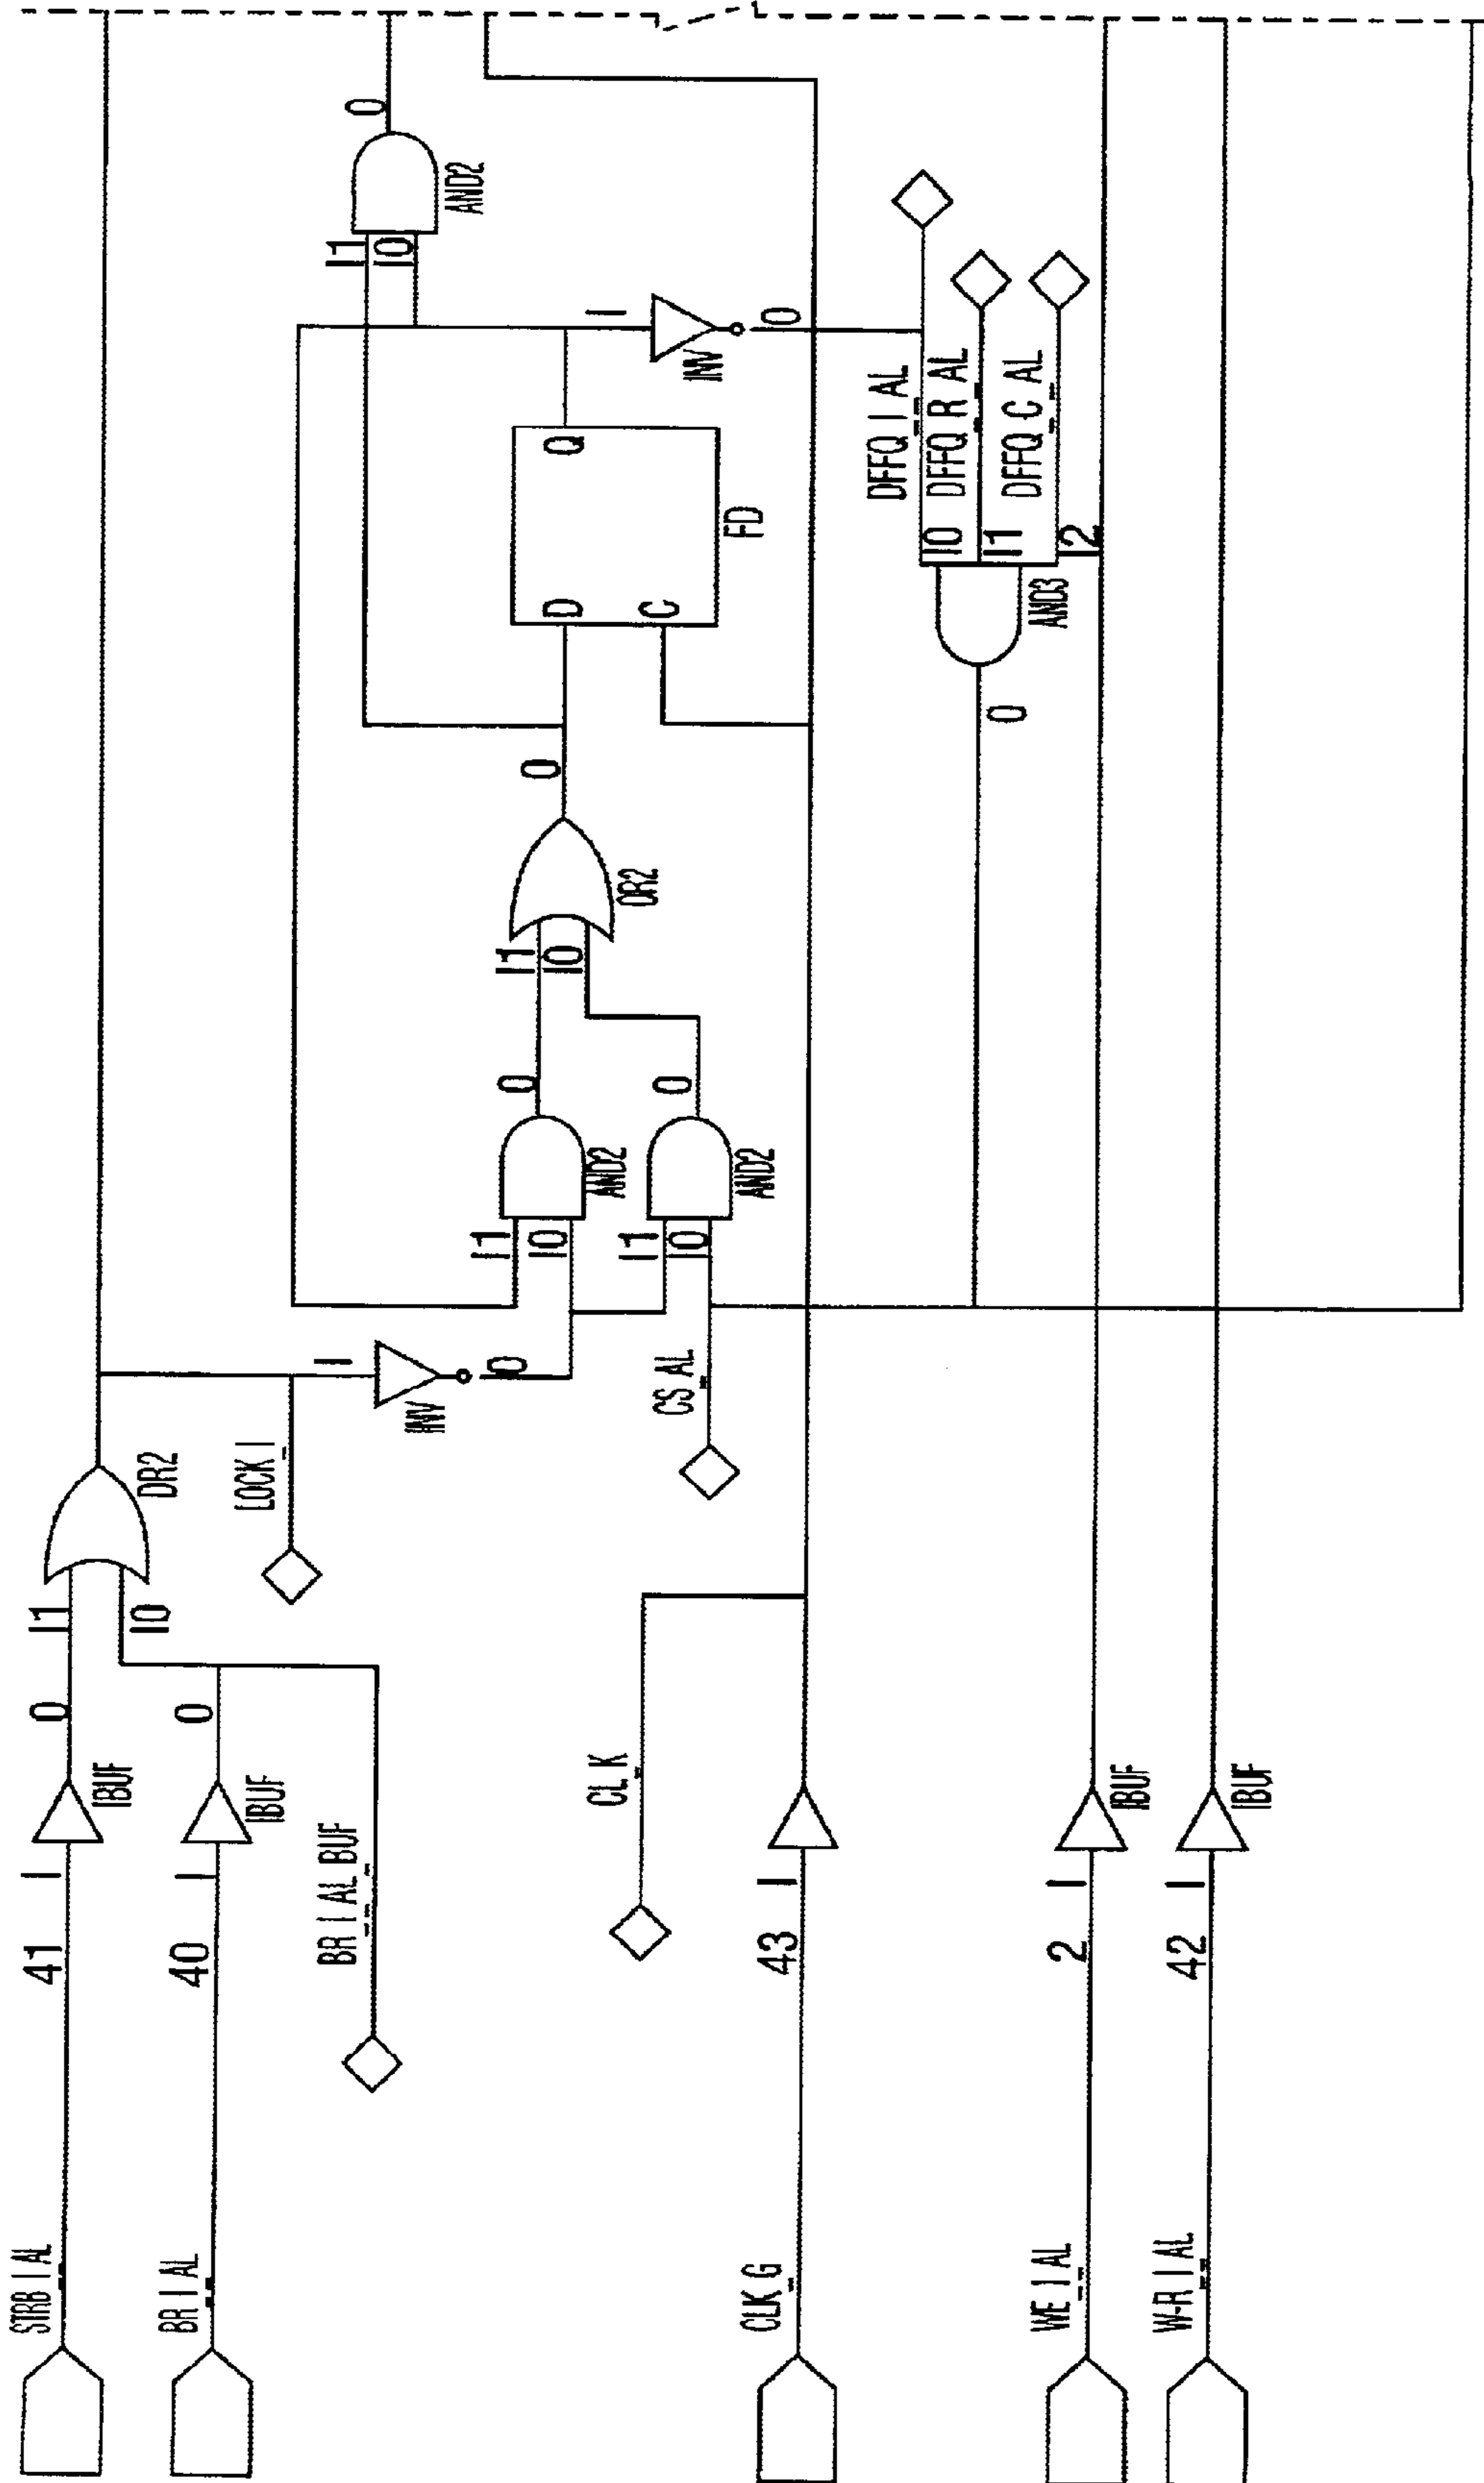 STRB_I_AL
41
I
IBUF
O
I1
I0
DR2
BR_I_AL
40
I
IBUF
O
BR_I_AL_BUF
LOCK_I
I
INV
O
I1
I0
AND2
O
I1
I0
AND2
O
CS_AL
I1
I0
OR2
O
D
C
Q
FD
I1
I0
AND2
O
I
INV
O
CLK_G
43
I
CL_K
DFFQ_I_AL
DFFQ_R_AL
DFFQ_C_AL
I0
I1
I2
AND3
O
WE_I_AL
2
I
IBUF
W-R_I_AL
42
I
IBUF